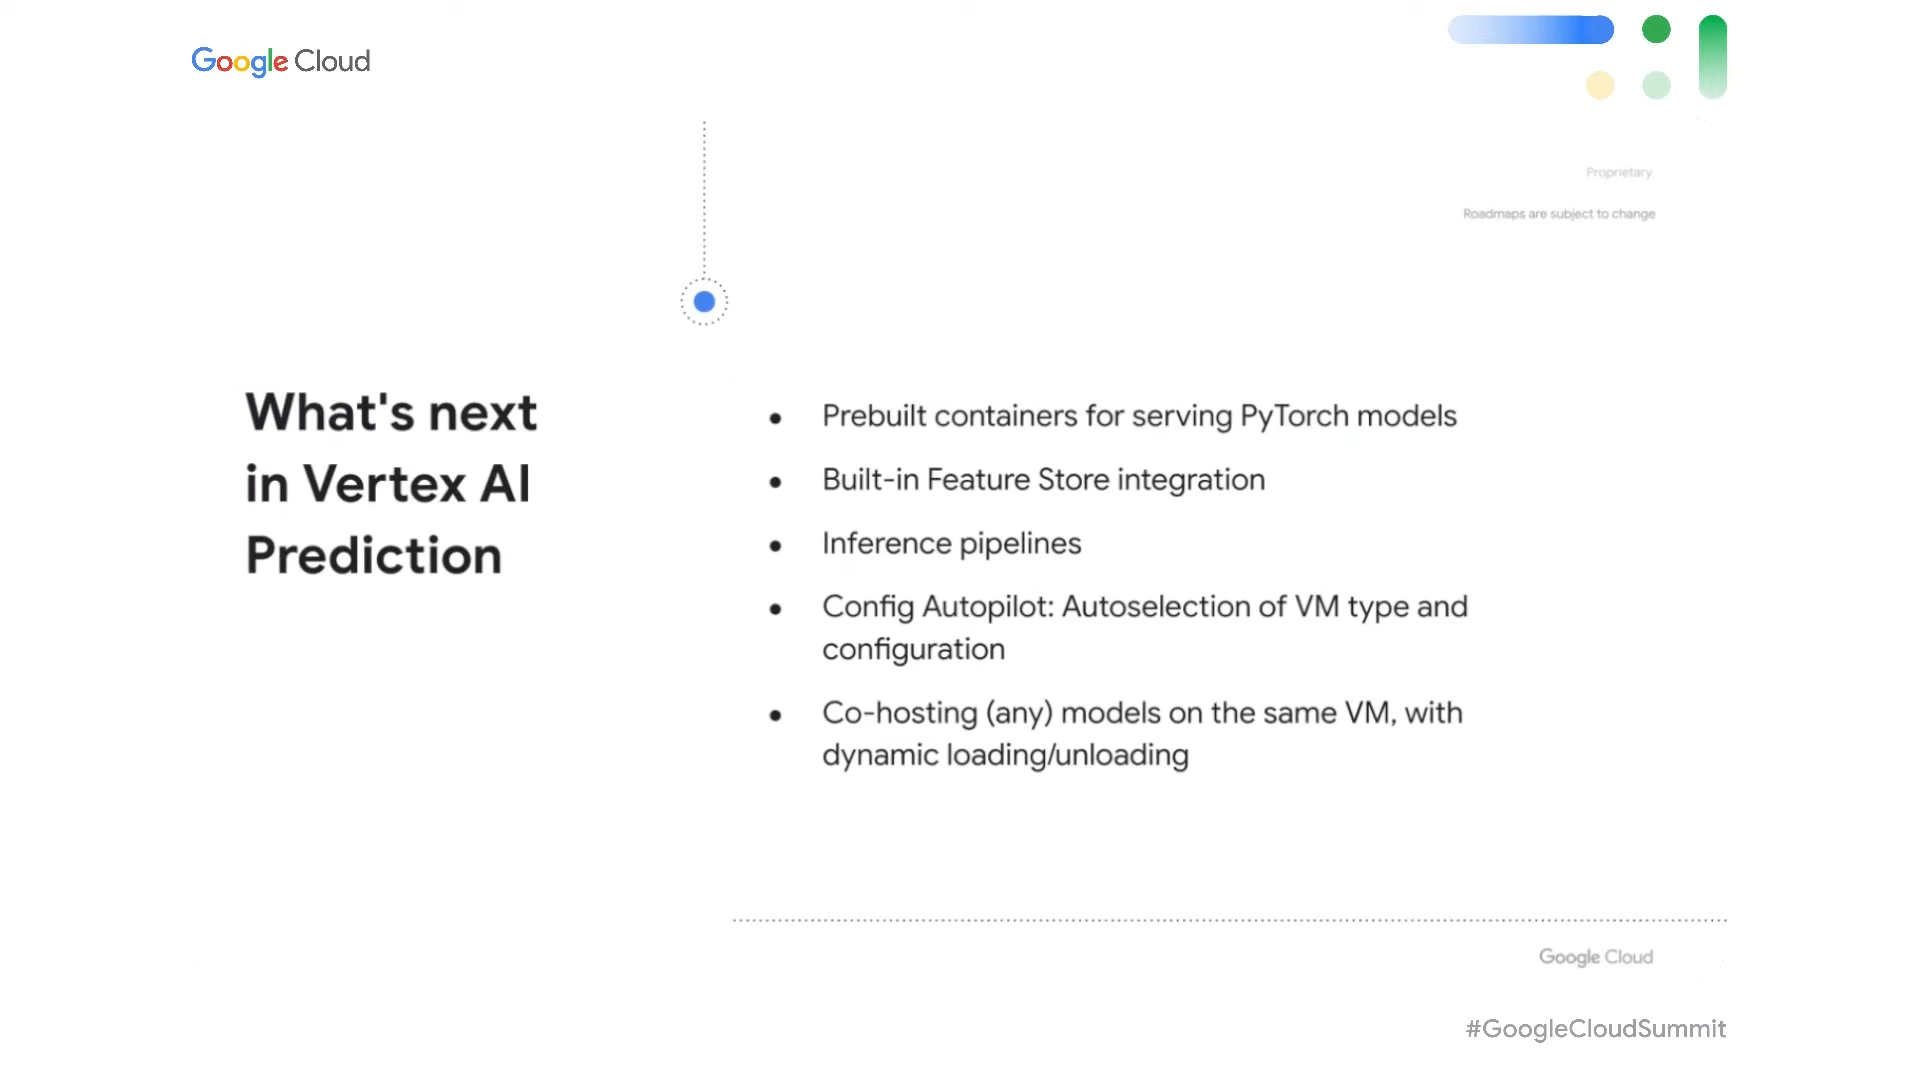 Google Cloud
Proprietary
Roadmaps are subject to change
What's next
in Vertex AI
Prediction
• Prebuilt containers for serving PyTorch models
• Built-in Feature Store integration
• Inference pipelines
• Config Autopilot: Autoselection of VM type and
configuration
• Co-hosting (any) models on the same VM, with
dynamic loading/unloading
Google Cloud
#GoogleCloudSummit